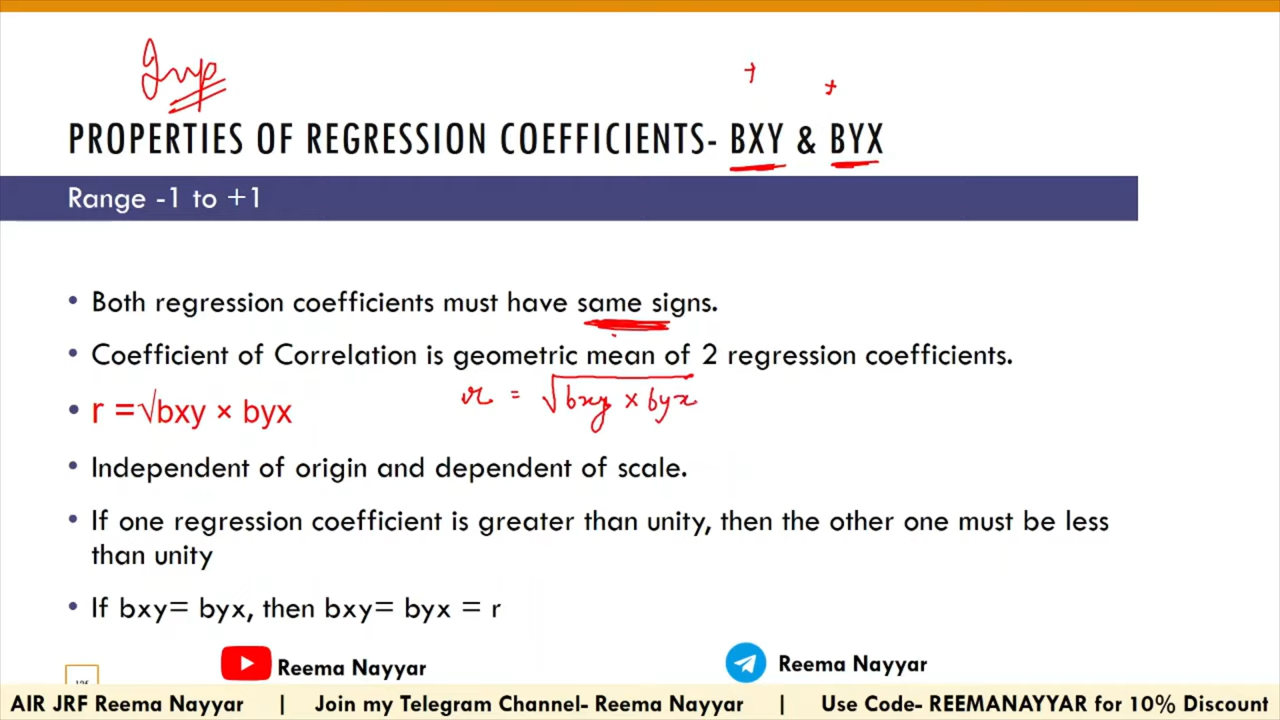 Imp
+ +
PROPERTIES OF REGRESSION COEFFICIENTS- BXY & BYX
Range -1 to +1
• Both regression coefficients must have same signs.
• Coefficient of Correlation is geometric mean of 2 regression coefficients.
r = √bxy × byx
• r =√bxy × byx
• Independent of origin and dependent of scale.
• If one regression coefficient is greater than unity, then the other one must be less
than unity
• If bxy= byx, then bxy= byx = r
Reema Nayyar
Reema Nayyar
AIR JRF Reema Nayyar | Join my Telegram Channel- Reema Nayyar | Use Code- REEMANAYYAR for 10% Discount